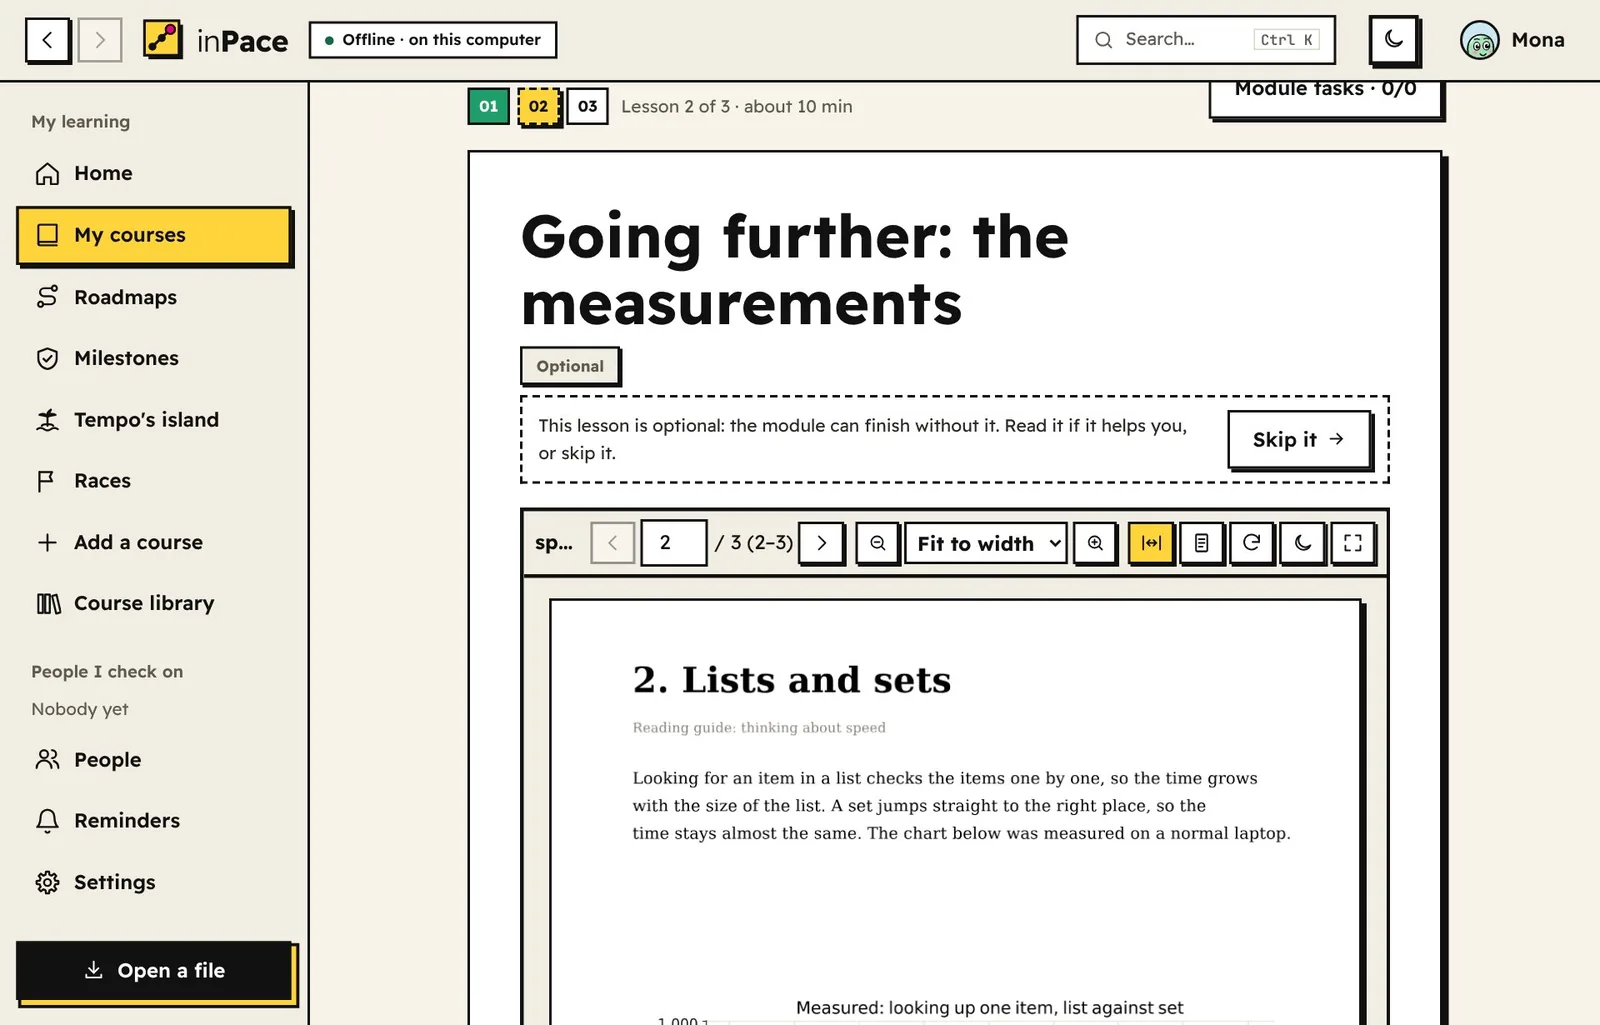 inPace
Offline · on this computer
Search...
Ctrl K
Mona
My learning
Home
My courses
Roadmaps
Milestones
Tempo's island
Races
Add a course
Course library
People I check on
Nobody yet
People
Reminders
Settings
Open a file
01
02
03
Lesson 2 of 3 · about 10 min
Module tasks · 0/0
Going further: the
measurements
Optional
This lesson is optional: the module can finish without it. Read it if it helps you,
or skip it.
Skip it →
sp...
2
/ 3 (2–3)
Fit to width
2. Lists and sets
Reading guide: thinking about speed
Looking for an item in a list checks the items one by one, so the time grows
with the size of the list. A set jumps straight to the right place, so the
time stays almost the same. The chart below was measured on a normal laptop.
Measured: looking up one item, list against set
1,000